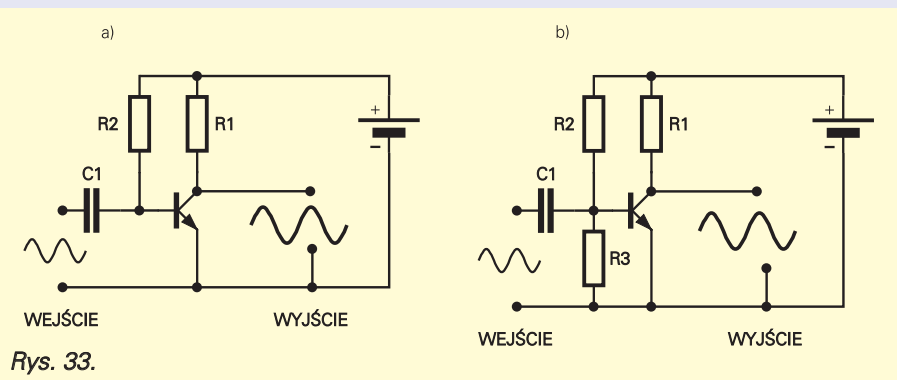 a)
R2
R1
+
−
C1
WEJŚCIE
WYJŚCIE
b)
R2
R1
+
−
C1
R3
WEJŚCIE
WYJŚCIE
Rys. 33.